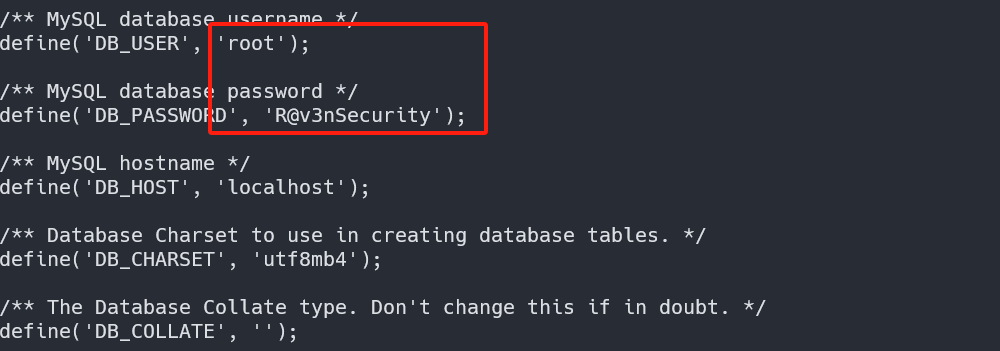 /** MySQL database username */
define('DB_USER', 'root');
/** MySQL database password */
define('DB_PASSWORD', 'R@v3nSecurity');
/** MySQL hostname */
define('DB_HOST', 'localhost');
/** Database Charset to use in creating database tables. */
define('DB_CHARSET', 'utf8mb4');
/** The Database Collate type. Don't change this if in doubt. */
define('DB_COLLATE', '');